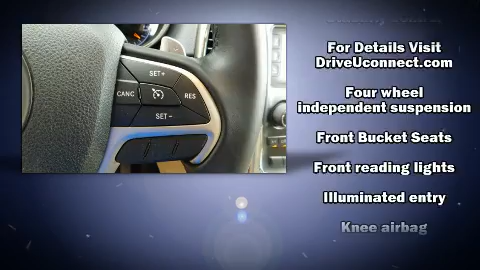 For Details Visit
DriveUconnect.com
Four wheel
independent suspension
Front Bucket Seats
Front reading lights
Illuminated entry
Knee airbag
SET+
CANC
RES
SET-